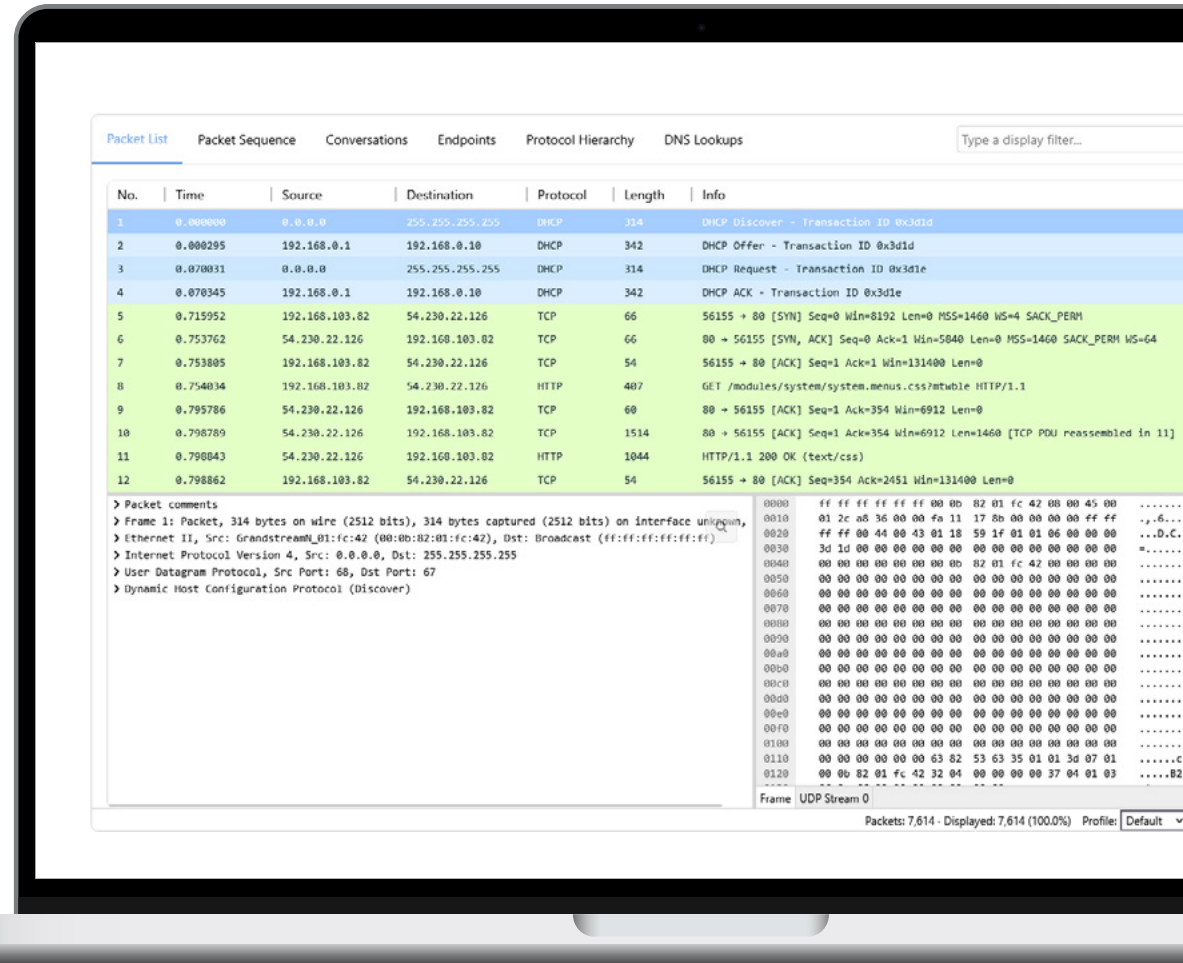 Packet List Packet Sequence Conversations Endpoints Protocol Hierarchy DNS Lookups Type a display filter...
No. Time Source Destination Protocol Length Info
1 0.000000 0.0.0.0 255.255.255.255 DHCP 314 DHCP Discover - Transaction ID 0x3d1d
2 0.000295 192.168.0.1 192.168.0.10 DHCP 342 DHCP Offer - Transaction ID 0x3d1d
3 0.070031 0.0.0.0 255.255.255.255 DHCP 314 DHCP Request - Transaction ID 0x3d1e
4 0.070345 192.168.0.1 192.168.0.10 DHCP 342 DHCP ACK - Transaction ID 0x3d1e
5 0.715952 192.168.103.82 54.230.22.126 TCP 66 56155 → 80 [SYN] Seq=0 Win=8192 Len=0 MSS=1460 WS=4 SACK_PERM
6 0.753762 54.230.22.126 192.168.103.82 TCP 66 80 → 56155 [SYN, ACK] Seq=0 Ack=1 Win=5840 Len=0 MSS=1460 SACK_PERM WS=64
7 0.753805 192.168.103.82 54.230.22.126 TCP 54 56155 → 80 [ACK] Seq=1 Ack=1 Win=131400 Len=0
8 0.754034 192.168.103.82 54.230.22.126 HTTP 407 GET /modules/system/system.menus.css?mtwble HTTP/1.1
9 0.795786 54.230.22.126 192.168.103.82 TCP 60 80 → 56155 [ACK] Seq=1 Ack=354 Win=6912 Len=0
10 0.798789 54.230.22.126 192.168.103.82 TCP 1514 80 → 56155 [ACK] Seq=1 Ack=354 Win=6912 Len=1460 [TCP PDU reassembled in 11]
11 0.798843 54.230.22.126 192.168.103.82 HTTP 1044 HTTP/1.1 200 OK (text/css)
12 0.798862 192.168.103.82 54.230.22.126 TCP 54 56155 → 80 [ACK] Seq=354 Ack=2451 Win=131400 Len=0
Packet comments
Frame 1: Packet, 314 bytes on wire (2512 bits), 314 bytes captured (2512 bits) on interface unknown,
Ethernet II, Src: GrandstreamN_01:fc:42 (00:0b:82:01:fc:42), Dst: Broadcast (ff:ff:ff:ff:ff:ff)
Internet Protocol Version 4, Src: 0.0.0.0, Dst: 255.255.255.255
User Datagram Protocol, Src Port: 68, Dst Port: 67
Dynamic Host Configuration Protocol (Discover)
0000 ff ff ff ff ff ff 00 0b 82 01 fc 42 08 00 45 00 .......
0010 01 2c a8 36 00 00 fa 11 17 8b 00 00 00 00 ff ff .,.6...
0020 ff ff 00 44 00 43 01 18 59 1f 01 01 06 00 00 00 ...D.C.
0030 3d 1d 00 00 00 00 00 00 00 00 00 00 00 00 00 00 =......
0040 00 00 00 00 00 00 00 0b 82 01 fc 42 00 00 00 00 .......
0050 00 00 00 00 00 00 00 00 00 00 00 00 00 00 00 00 .......
0060 00 00 00 00 00 00 00 00 00 00 00 00 00 00 00 00 .......
0070 00 00 00 00 00 00 00 00 00 00 00 00 00 00 00 00 .......
0080 00 00 00 00 00 00 00 00 00 00 00 00 00 00 00 00 .......
0090 00 00 00 00 00 00 00 00 00 00 00 00 00 00 00 00 .......
00a0 00 00 00 00 00 00 00 00 00 00 00 00 00 00 00 00 .......
00b0 00 00 00 00 00 00 00 00 00 00 00 00 00 00 00 00 .......
00c0 00 00 00 00 00 00 00 00 00 00 00 00 00 00 00 00 .......
00d0 00 00 00 00 00 00 00 00 00 00 00 00 00 00 00 00 .......
00e0 00 00 00 00 00 00 00 00 00 00 00 00 00 00 00 00 .......
00f0 00 00 00 00 00 00 00 00 00 00 00 00 00 00 00 00 .......
0100 00 00 00 00 00 00 00 00 00 00 00 00 00 00 00 00 .......
0110 00 00 00 00 00 00 63 82 53 63 35 01 01 3d 07 01 ......c
0120 00 0b 82 01 fc 42 32 04 00 00 00 00 37 04 01 03 .....B2
Frame UDP Stream 0
Packets: 7,614 · Displayed: 7,614 (100.0%) Profile: Default